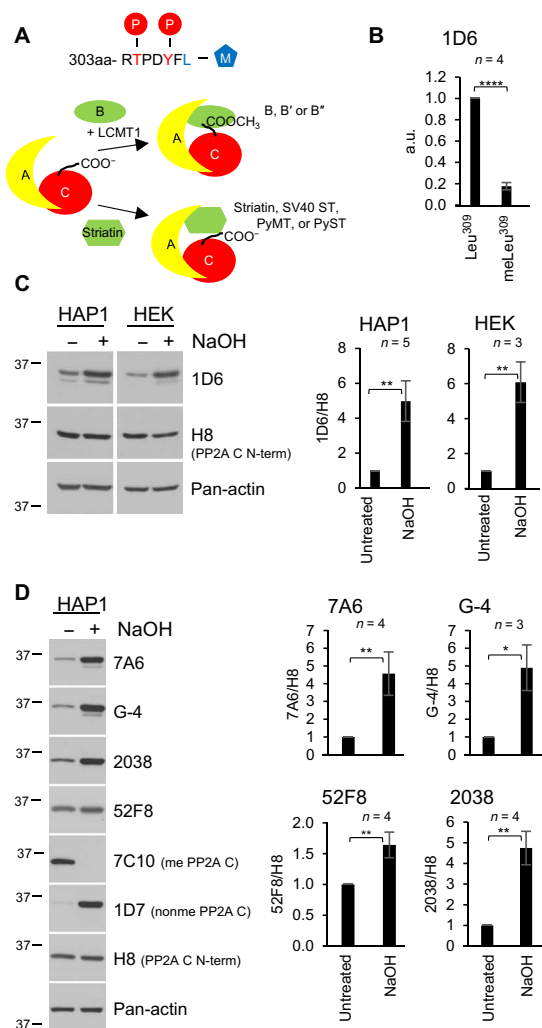 A
P P
303aa- RTPDYFL – M
B
+ LCMT1
A
C
COO⁻
A
COOCH₃
C
B, B′ or B″
Striatin
A
C
COO⁻
Striatin, SV40 ST,
PyMT, or PyST
B
1D6
n = 4
****
a.u.
1.2
1.0
0.8
0.6
0.4
0.2
0.0
Leu³⁰⁹
meLeu³⁰⁹
C
HAP1 HEK
– + – + NaOH
37
1D6
H8
(PP2A C N-term)
Pan-actin
37
HAP1
n = 5
**
1D6/H8
8
6
4
2
0
Untreated
NaOH
HEK
n = 3
**
8
6
4
2
0
Untreated
NaOH
D
HAP1
– + NaOH
37 7A6
37 G-4
37 2038
37 52F8
37 7C10 (me PP2A C)
37 1D7 (nonme PP2A C)
37 H8 (PP2A C N-term)
37 Pan-actin
7A6
n = 4
**
7A6/H8
7
6
5
4
3
2
1
0
G-4
n = 3
*
G-4/H8
7
6
5
4
3
2
1
0
52F8
n = 4
**
52F8/H8
2.0
1.5
1.0
0.5
0.0
Untreated
NaOH
2038
n = 4
**
2038/H8
7
6
5
4
3
2
1
0
Untreated
NaOH